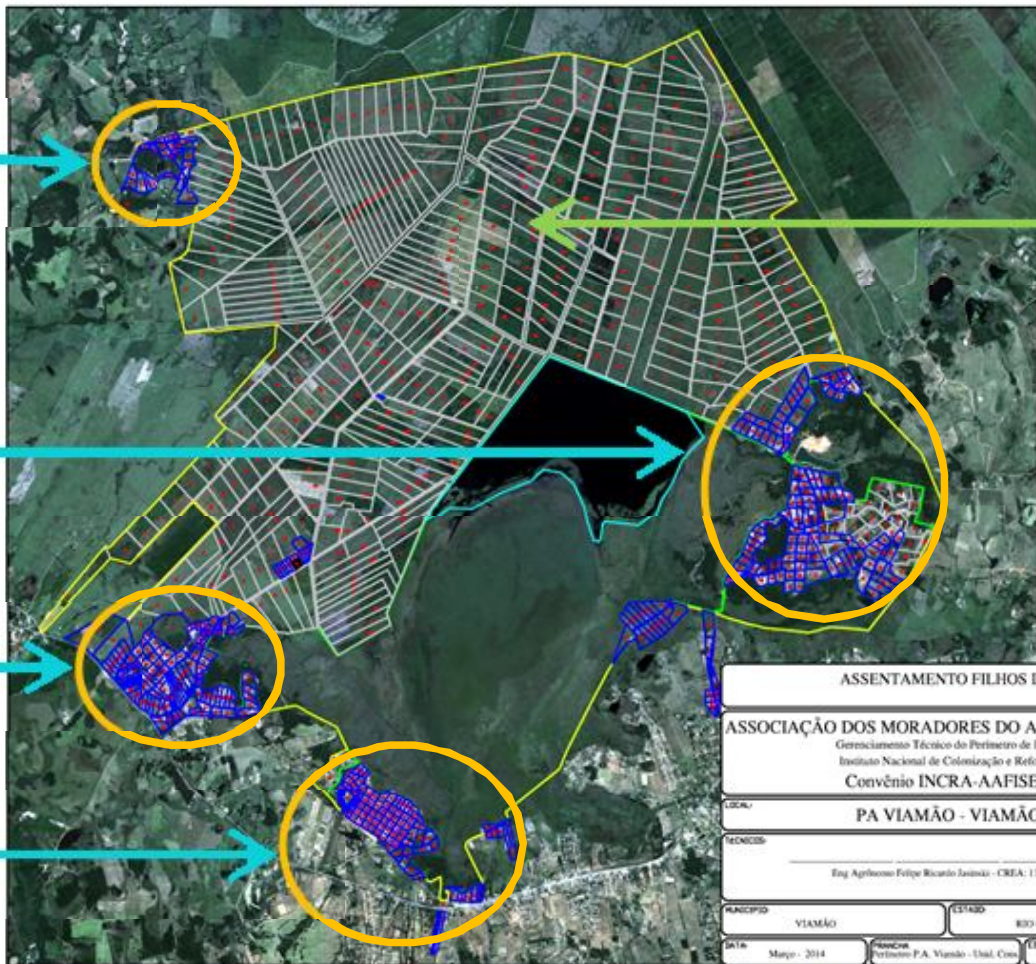 ASSENTAMENTO FILHOS D
ASSOCIAÇÃO DOS MORADORES DO A
Gerenciamento Técnico do Perímetro de I
Instituto Nacional de Colonização e Refo
Convênio INCRA-AAFISE
LOCAL:
PA VIAMÃO - VIAMÃO
TÉCNICOS:
Eng Agrônomo Felipe Ricardo - CREA: 1
MUNICÍPIO:
VIAMÃO
ESTADO:
RIO
DATA:
Março - 2014
PRANCHA:
Perímetro P.A. Viamão - Unid. Cons.